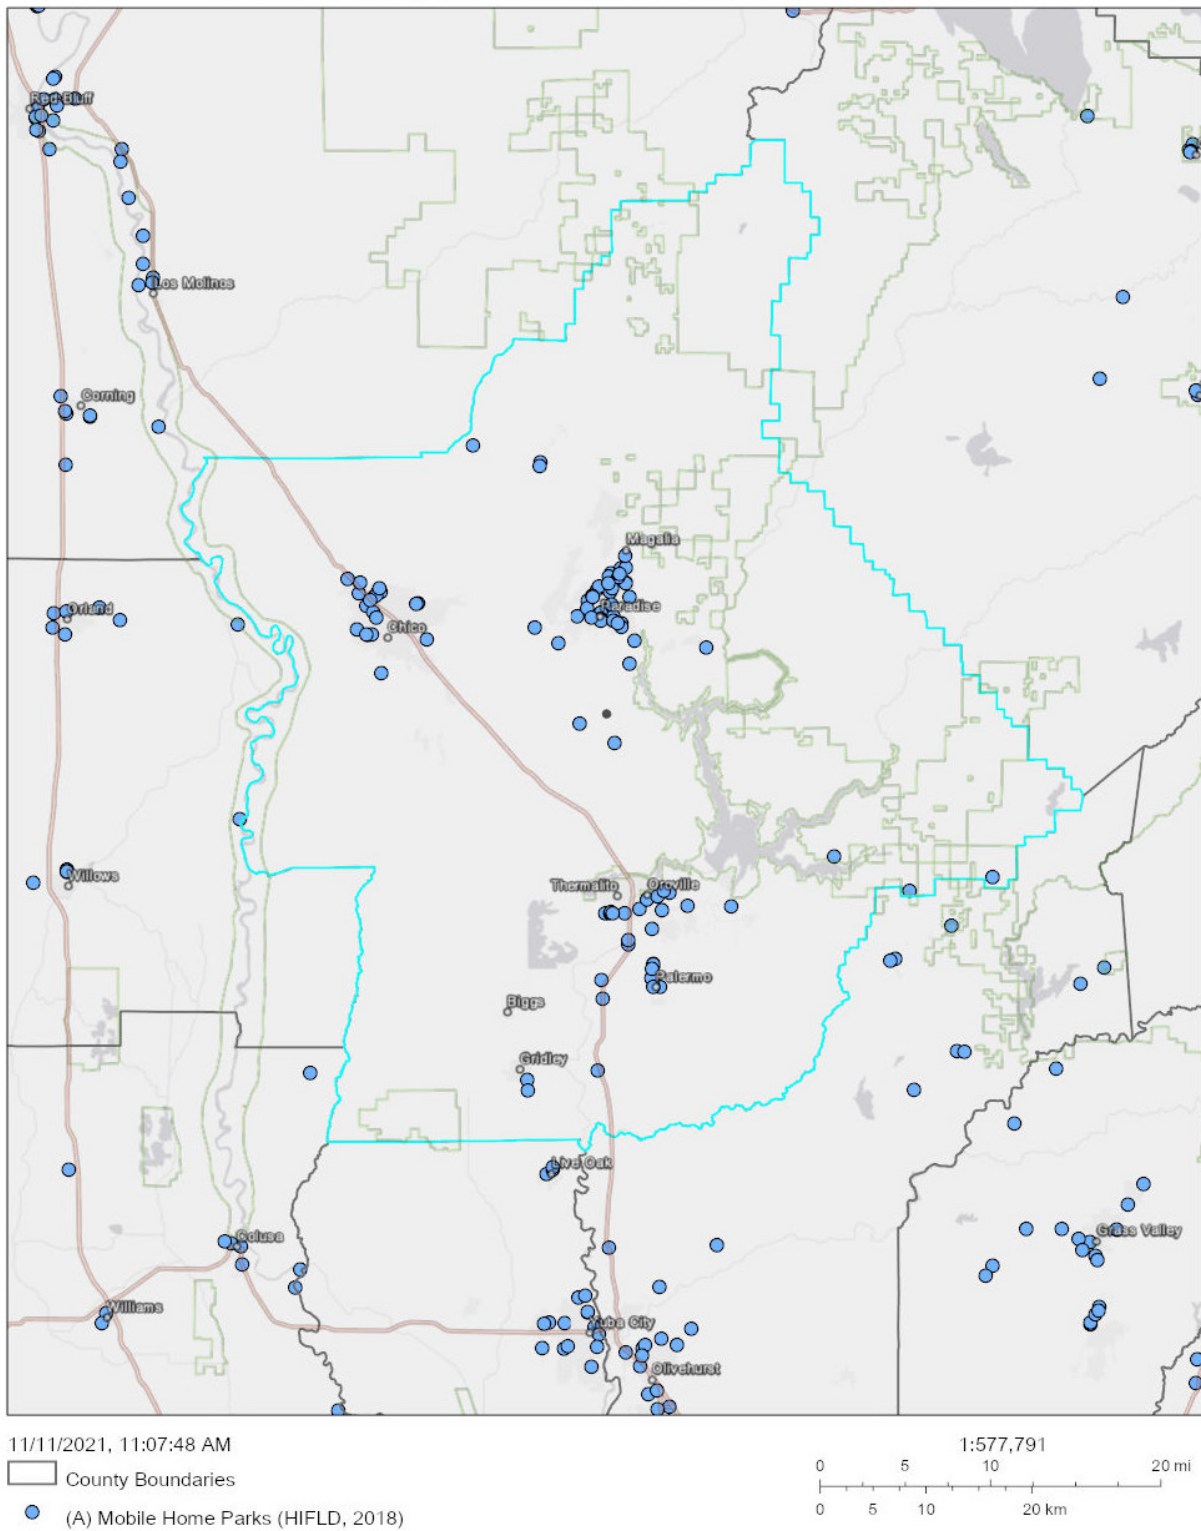 Red Bluff
Los Molinos
Corning
Magalia
Orland
Paradise
Chico
Willows
Thermalito
Oroville
Palermo
Biggs
Gridley
Live Oak
Colusa
Grass Valley
Williams
Yuba City
Olivehurst
11/11/2021, 11:07:48 AM
1:577,791
County Boundaries
0 5 10 20 mi
(A) Mobile Home Parks (HIFLD, 2018)
0 5 10 20 km